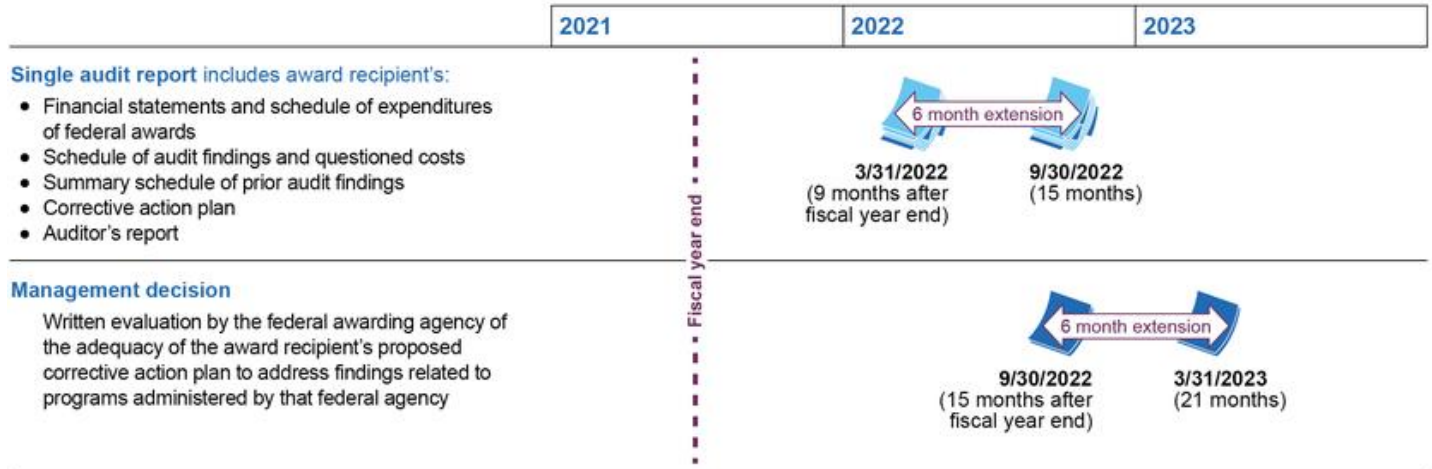 2021 2022 2023
Single audit report includes award recipient's:
• Financial statements and schedule of expenditures
of federal awards
• Schedule of audit findings and questioned costs
• Summary schedule of prior audit findings
• Corrective action plan
• Auditor's report
6 month extension
3/31/2022
(9 months after
fiscal year end)
9/30/2022
(15 months)
Fiscal year end
Management decision
Written evaluation by the federal awarding agency of
the adequacy of the award recipient's proposed
corrective action plan to address findings related to
programs administered by that federal agency
6 month extension
9/30/2022
(15 months after
fiscal year end)
3/31/2023
(21 months)